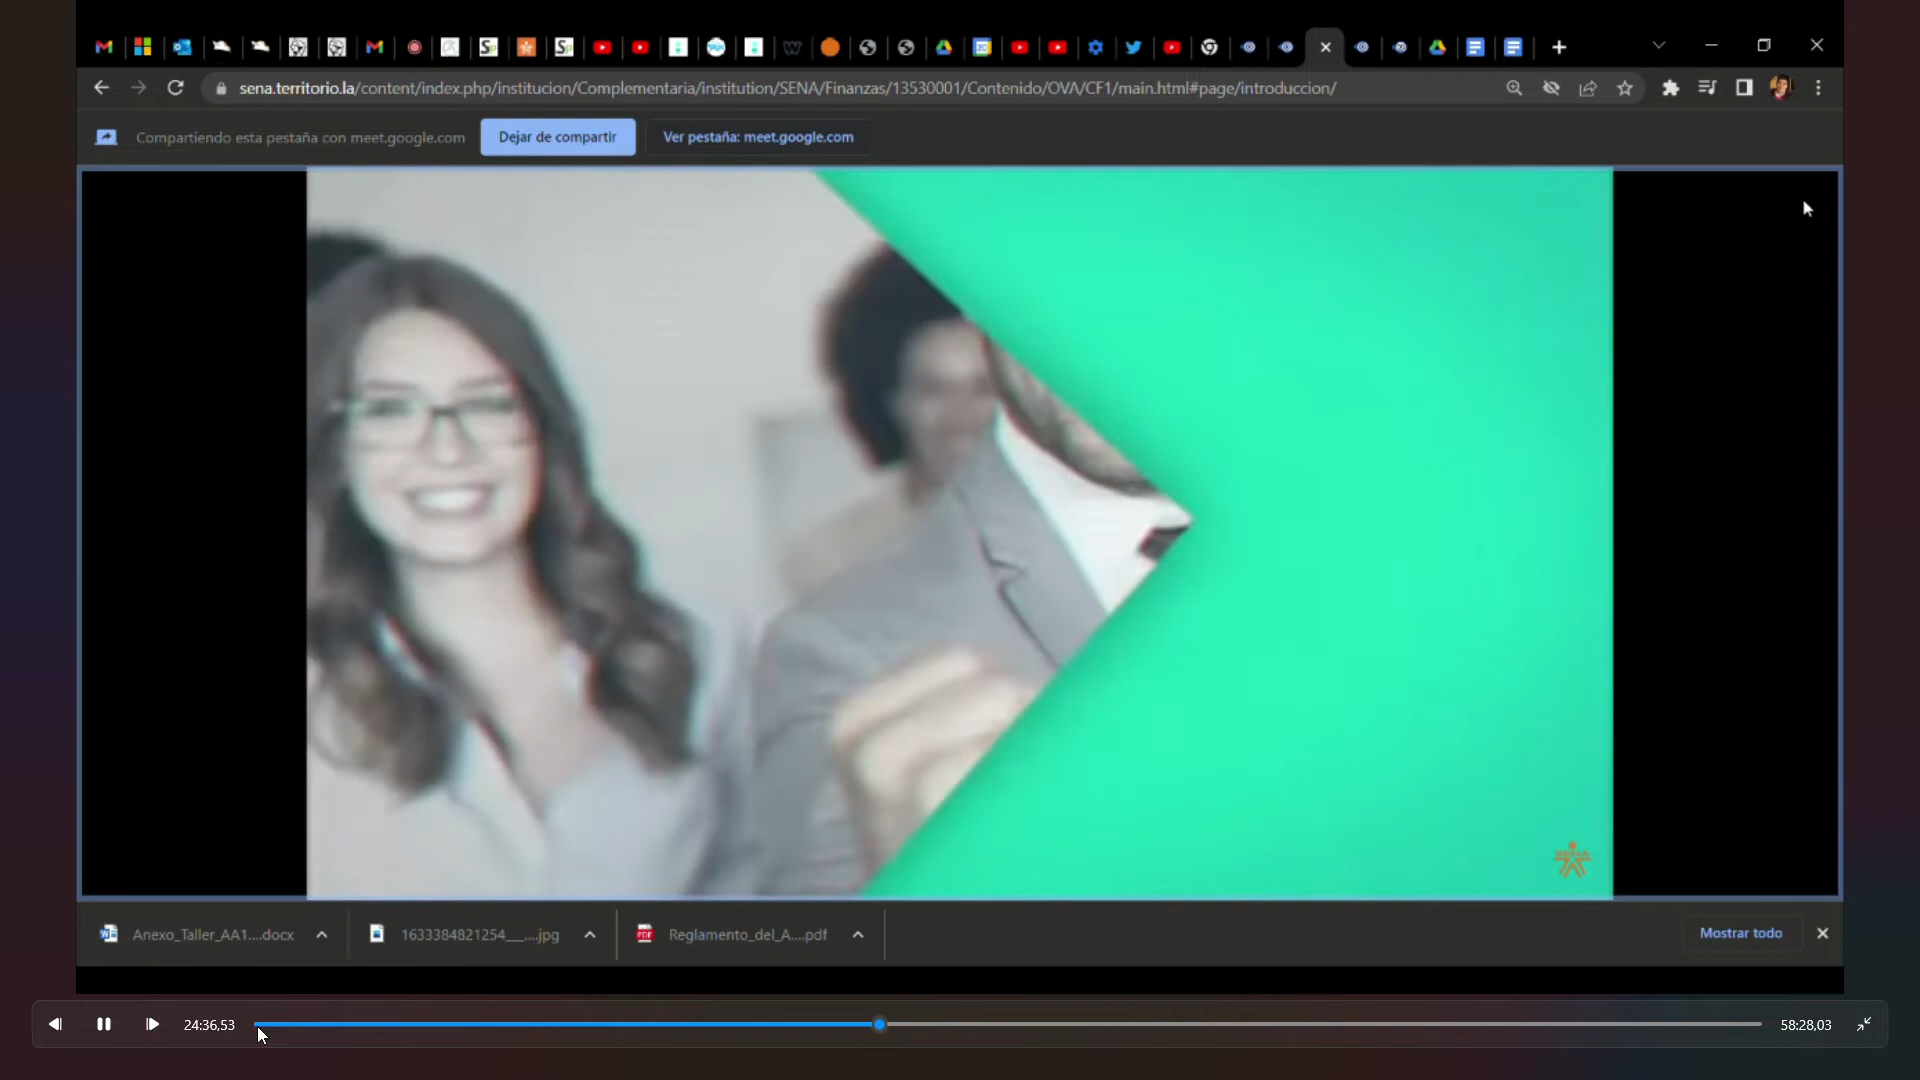 sena.territorio.la/content/index.php/institucion/Complementaria/institution/SENA/Finanzas/13530001/Contenido/OVA/CF1/main.html#page/introduccion/
Compartiendo esta pestaña con meet.google.com
Dejar de compartir
Ver pestaña: meet.google.com
Anexo_Taller_AA1....docx
1633384821254___....jpg
Reglamento_del_A....pdf
Mostrar todo
24:36,53
58:28,03